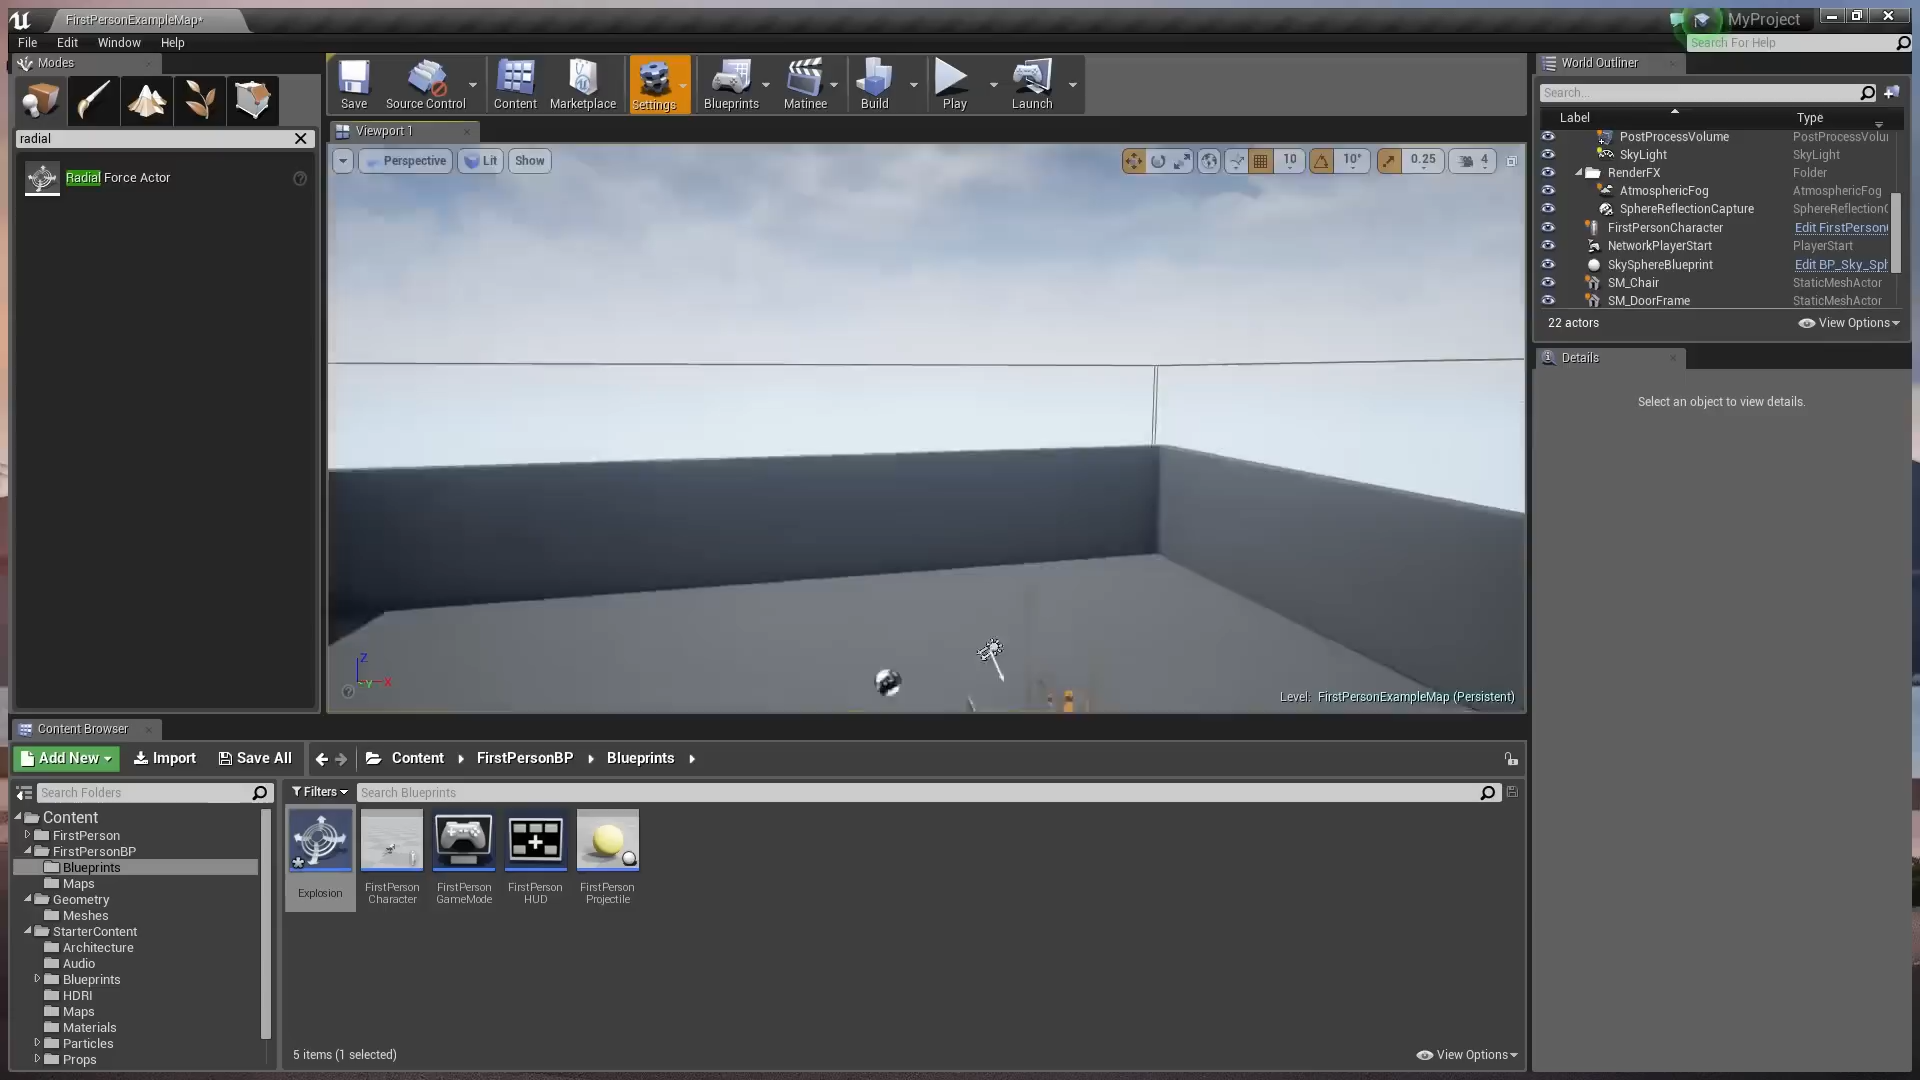 FirstPersonExampleMap*
MyProject
File Edit Window Help
Search For Help
Modes
radial
Radial Force Actor
Save
Source Control
Content
Marketplace
Settings
Blueprints
Matinee
Build
Play
Launch
Viewport 1
Perspective
Lit
Show
10
10°
0.25
4
Z
Y
X
Level: FirstPersonExampleMap (Persistent)
World Outliner
Search...
Label Type
PostProcessVolume PostProcessVolu
SkyLight SkyLight
RenderFX Folder
AtmosphericFog AtmosphericFog
SphereReflectionCapture SphereReflectionC
FirstPersonCharacter Edit FirstPerson
NetworkPlayerStart PlayerStart
SkySphereBlueprint Edit BP_Sky_Sph
SM_Chair StaticMeshActor
SM_DoorFrame StaticMeshActor
22 actors View Options
Details
Select an object to view details.
Content Browser
Add New Import Save All Content FirstPersonBP Blueprints
Search Folders
Filters Search Blueprints
Content
FirstPerson
FirstPersonBP
Blueprints
Maps
Geometry
Meshes
StarterContent
Architecture
Audio
Blueprints
HDRI
Maps
Materials
Particles
Props
Explosion
FirstPerson
Character
FirstPerson
GameMode
FirstPerson
HUD
FirstPerson
Projectile
5 items (1 selected)
View Options